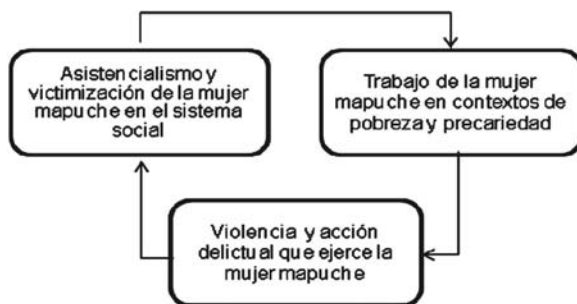 Asistencialismo y
victimización de la mujer
mapuche en el sistema
social
Trabajo de la mujer
mapuche en contextos de
pobreza y precariedad
Violencia y acción
delictual que ejerce la
mujer mapuche